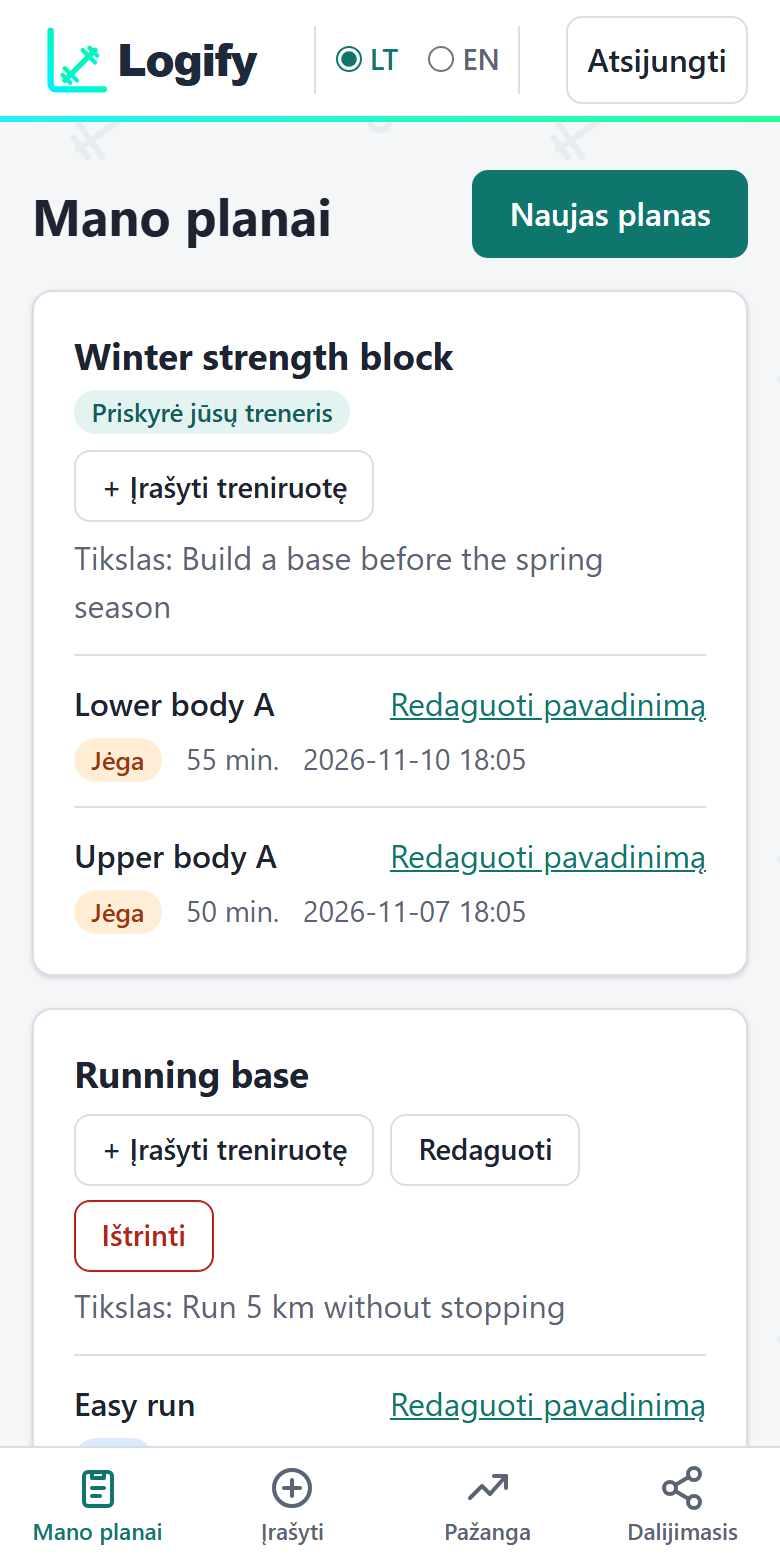 Logify
LT
EN
Atsijungti
Mano planai
Naujas planas
Winter strength block
Priskyrė jūsų treneris
+ Įrašyti treniruotę
Tikslas: Build a base before the spring
season
Lower body A
Redaguoti pavadinimą
Jėga
55 min.
2026-11-10 18:05
Upper body A
Redaguoti pavadinimą
Jėga
50 min.
2026-11-07 18:05
Running base
+ Įrašyti treniruotę
Redaguoti
Ištrinti
Tikslas: Run 5 km without stopping
Easy run
Redaguoti pavadinimą
Mano planai
Įrašyti
Pažanga
Dalijimasis